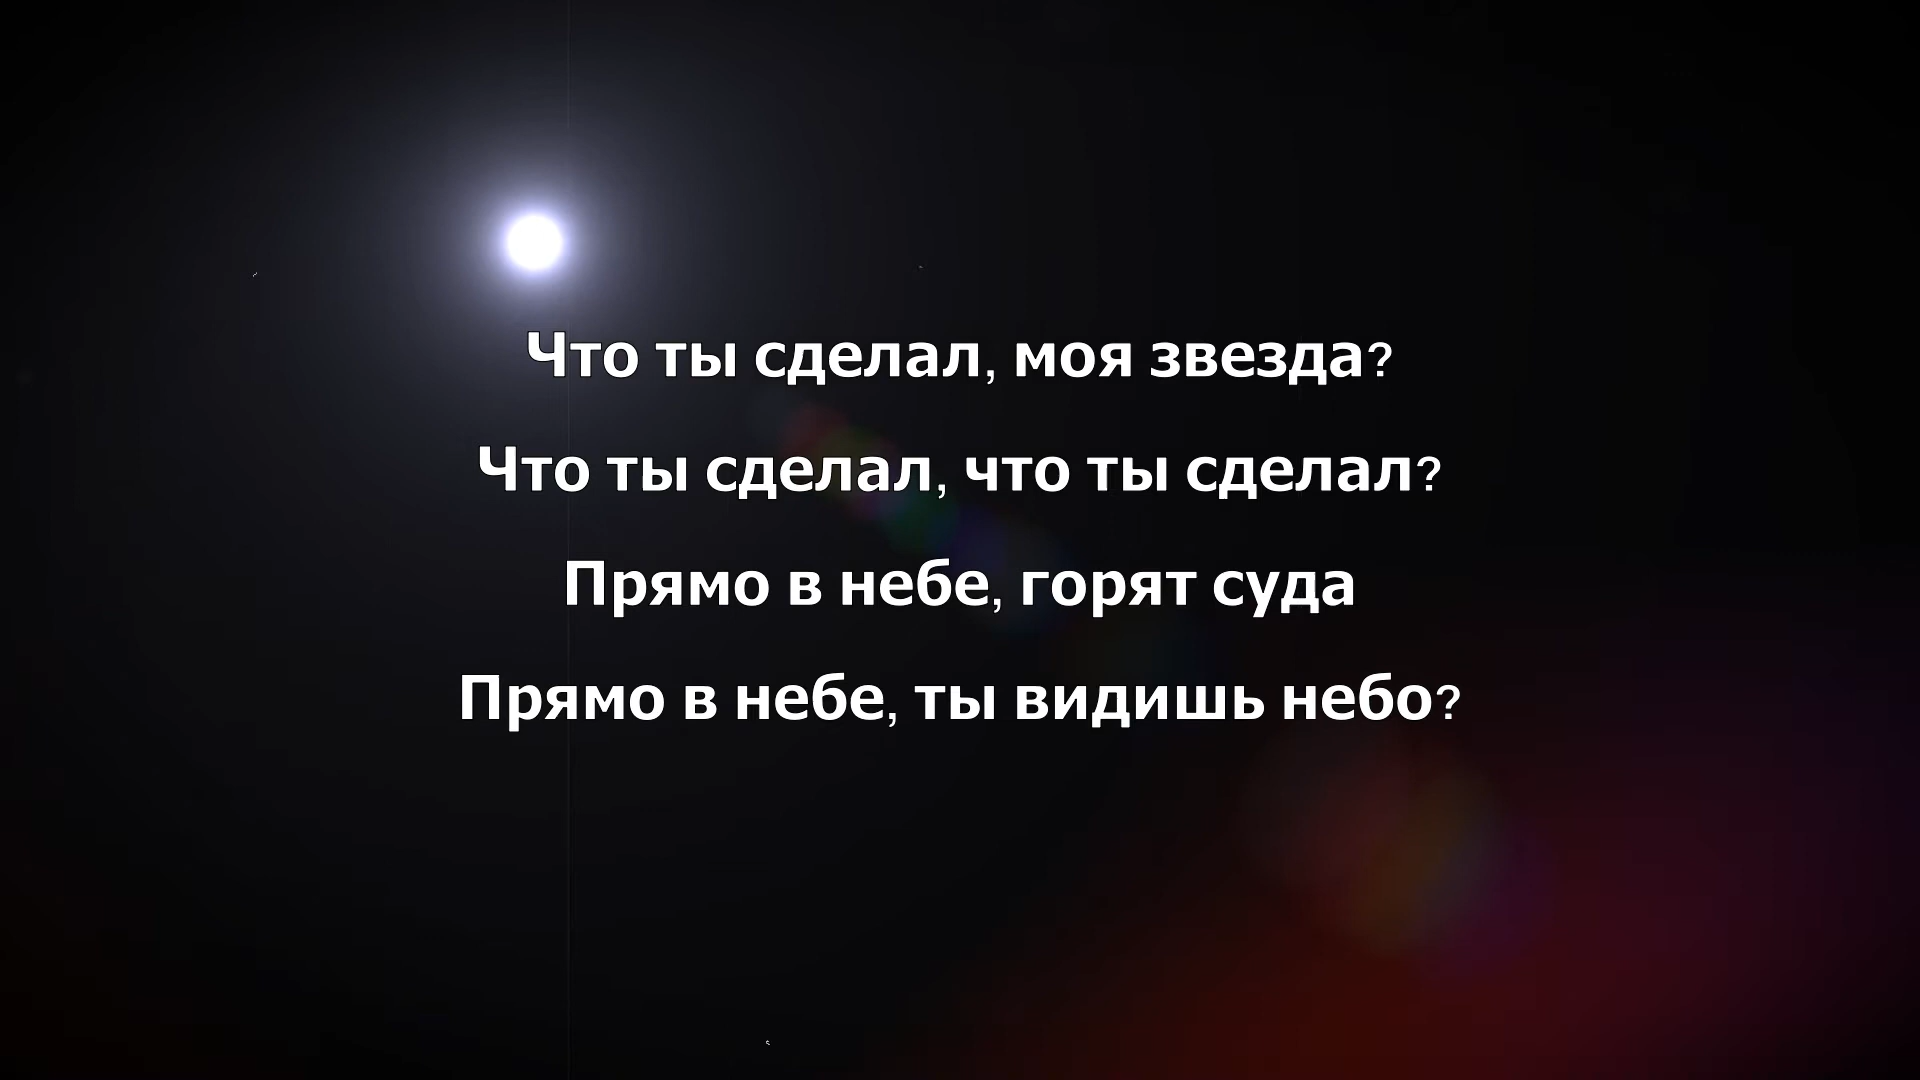 Что ты сделал, моя звезда?
Что ты сделал, что ты сделал?
Прямо в небе, горят суда
Прямо в небе, ты видишь небо?